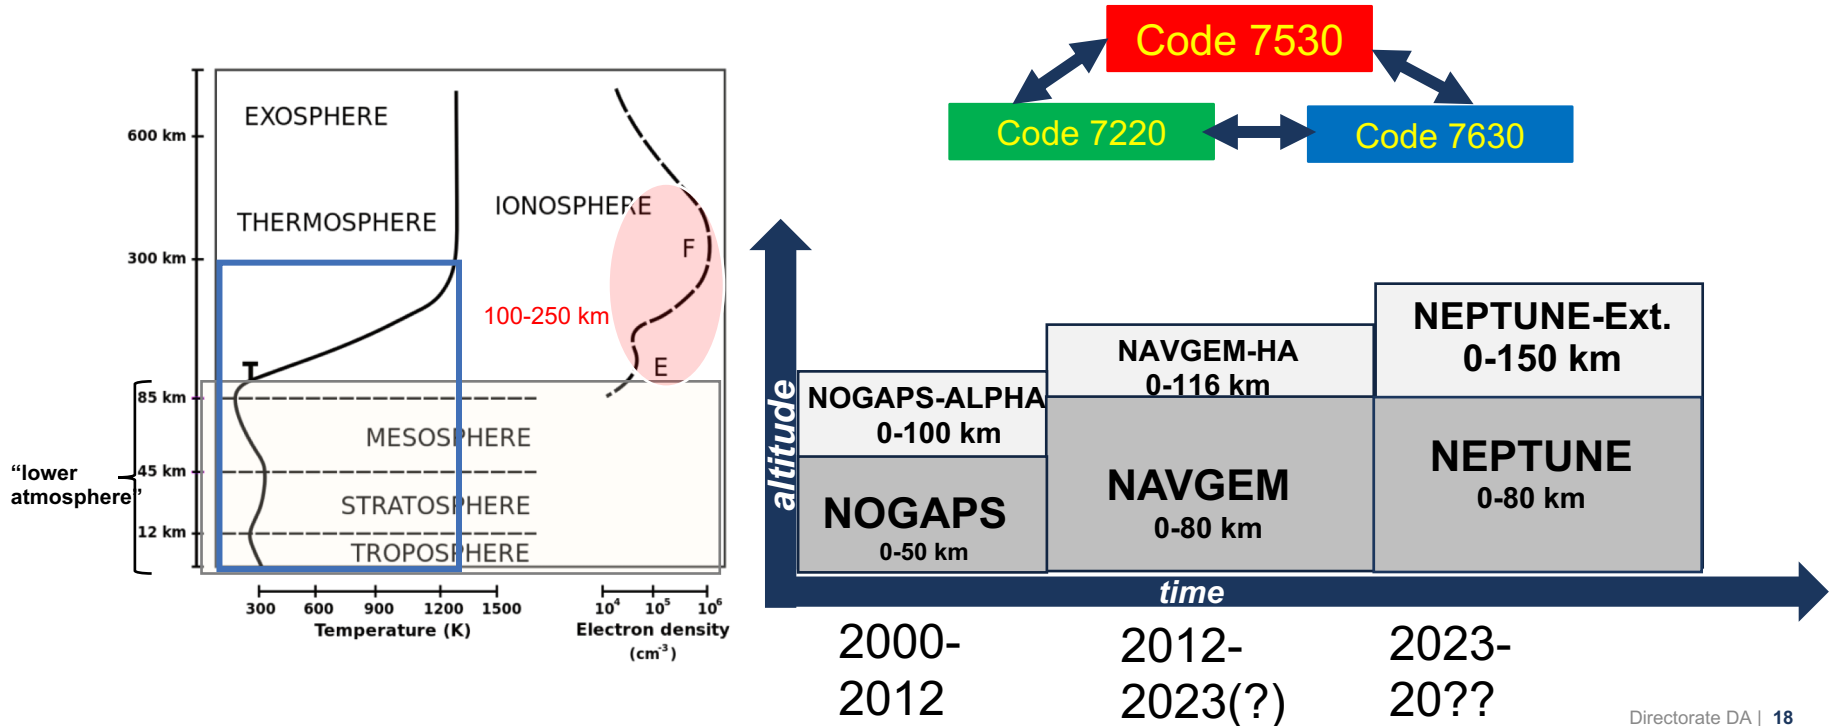 Code 7530
Code 7220
Code 7630
EXOSPHERE
600 km
IONOSPHERE
THERMOSPHERE
F
300 km
100-250 km
E
T
85 km
MESOSPHERE
45 km
"lower
atmosphere"
STRATOSPHERE
12 km
TROPOSPHERE
300 600 900 1200 1500
Temperature (K)
10⁴ 10⁵ 10⁶
Electron density
(cm⁻³)
altitude
NOGAPS-ALPHA
0-100 km
NOGAPS
0-50 km
NAVGEM-HA
0-116 km
NAVGEM
0-80 km
NEPTUNE-Ext.
0-150 km
NEPTUNE
0-80 km
time
2000-
2012
2012-
2023(?)
2023-
20??
Directorate DA | 18